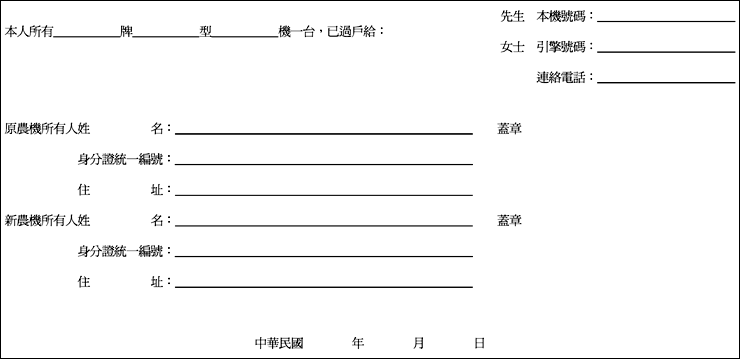 先生 本機號碼：
本人所有＿＿＿＿牌＿＿＿＿型＿＿＿＿機一台，已過戶給：
女士 引擎號碼：
連絡電話：
原農機所有人姓 名： 蓋章
身分證統一編號：
住 址：
新農機所有人姓 名： 蓋章
身分證統一編號：
住 址：
中華民國 年 月 日